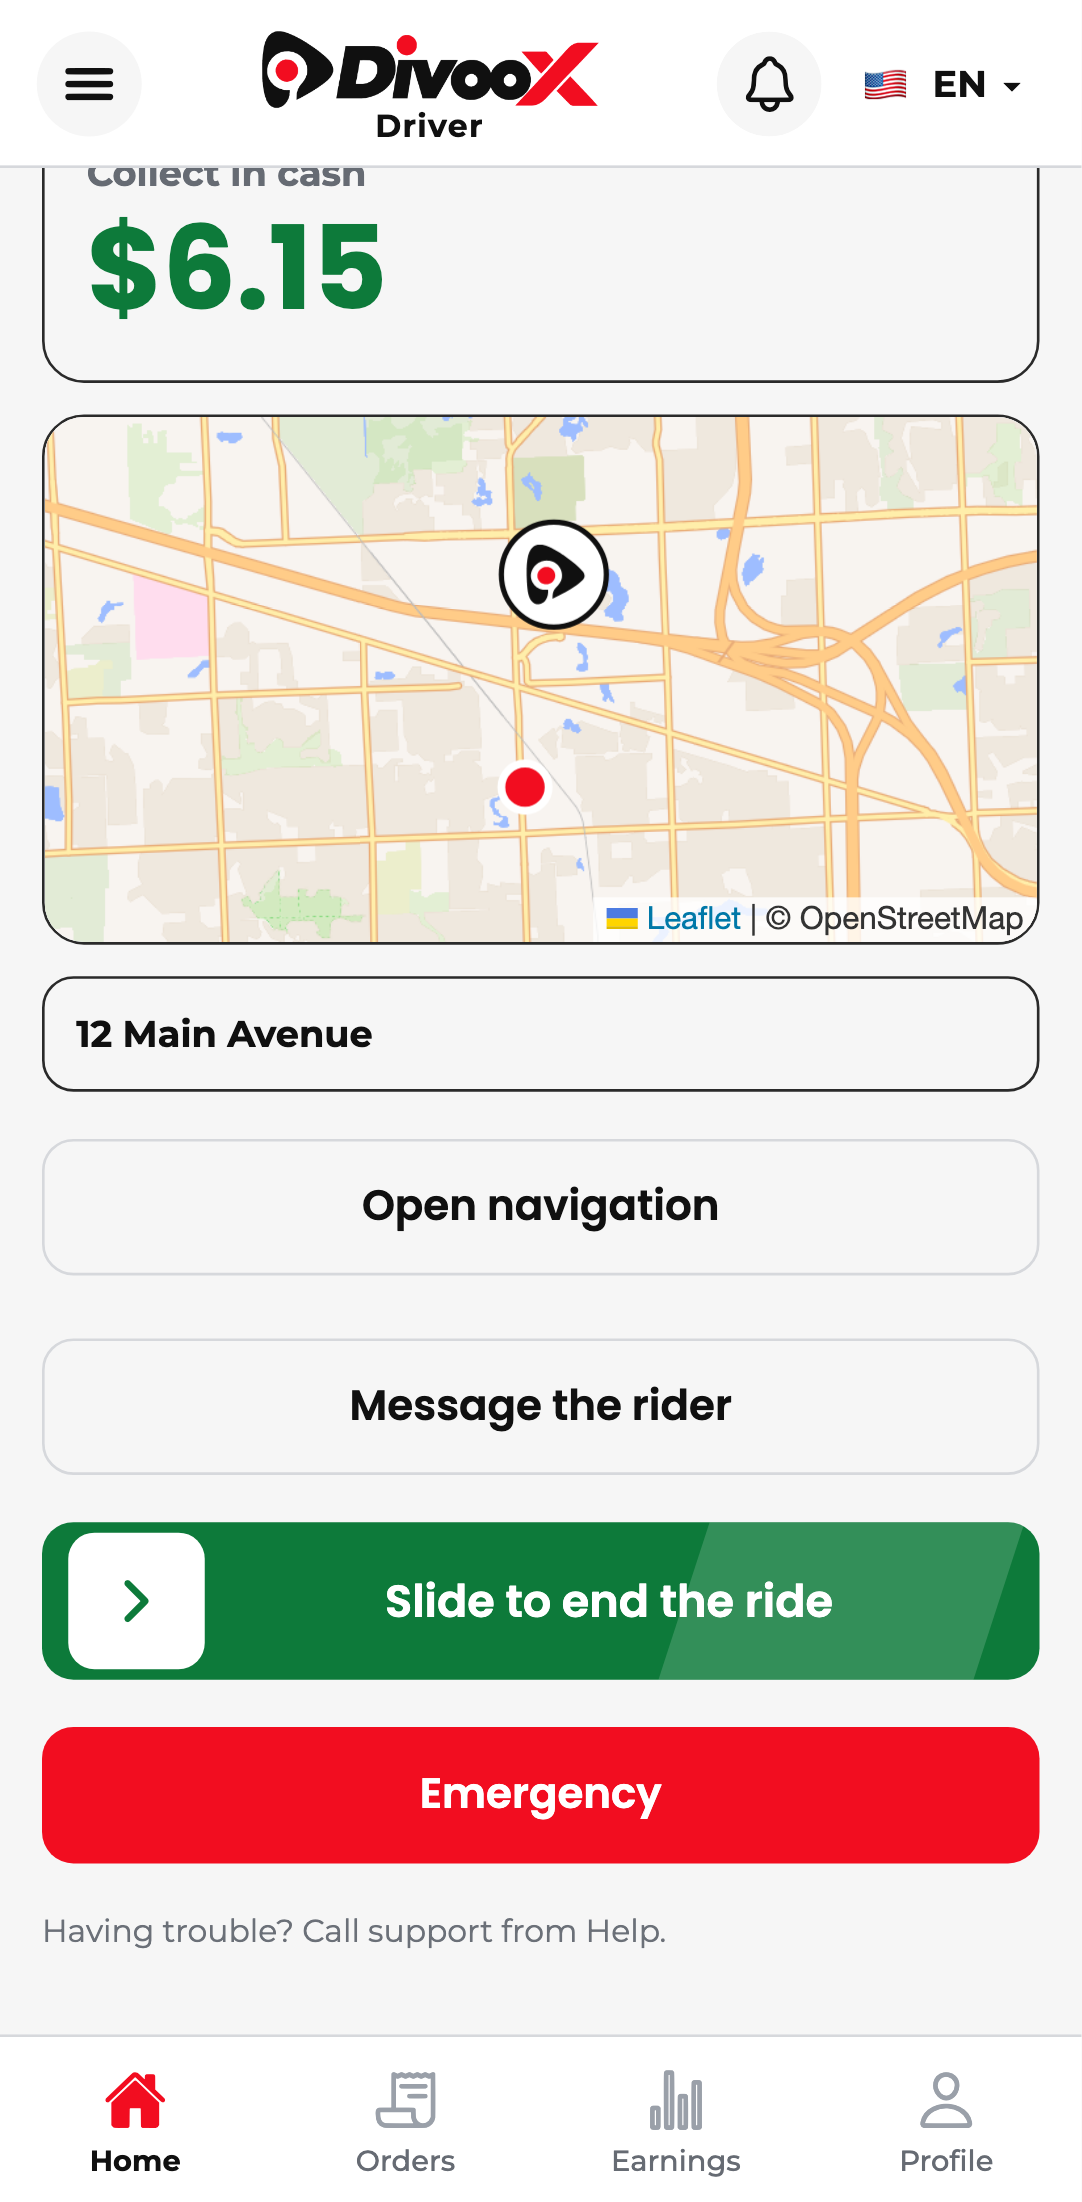 DivooX
Driver
EN
Collect in cash
$6.15
Leaflet | © OpenStreetMap
12 Main Avenue
Open navigation
Message the rider
Slide to end the ride
Emergency
Having trouble? Call support from Help.
Home
Orders
Earnings
Profile